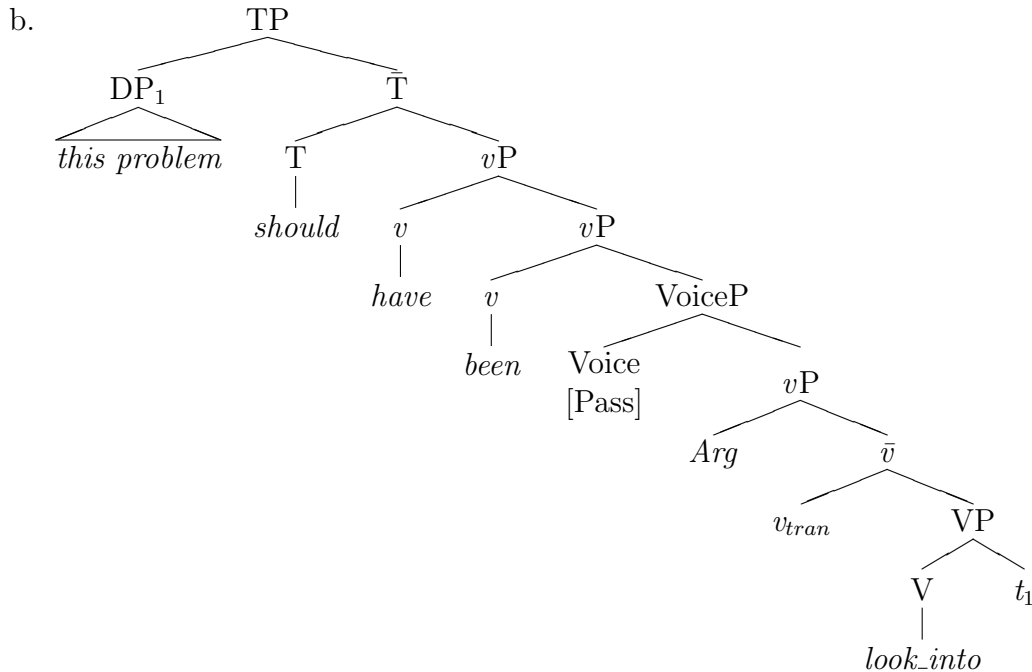 b. TP
DP1 T̄
this problem T vP
should v vP
have v VoiceP
been Voice
[Pass] vP
Arg v̄
vtran VP
V t1
look_into